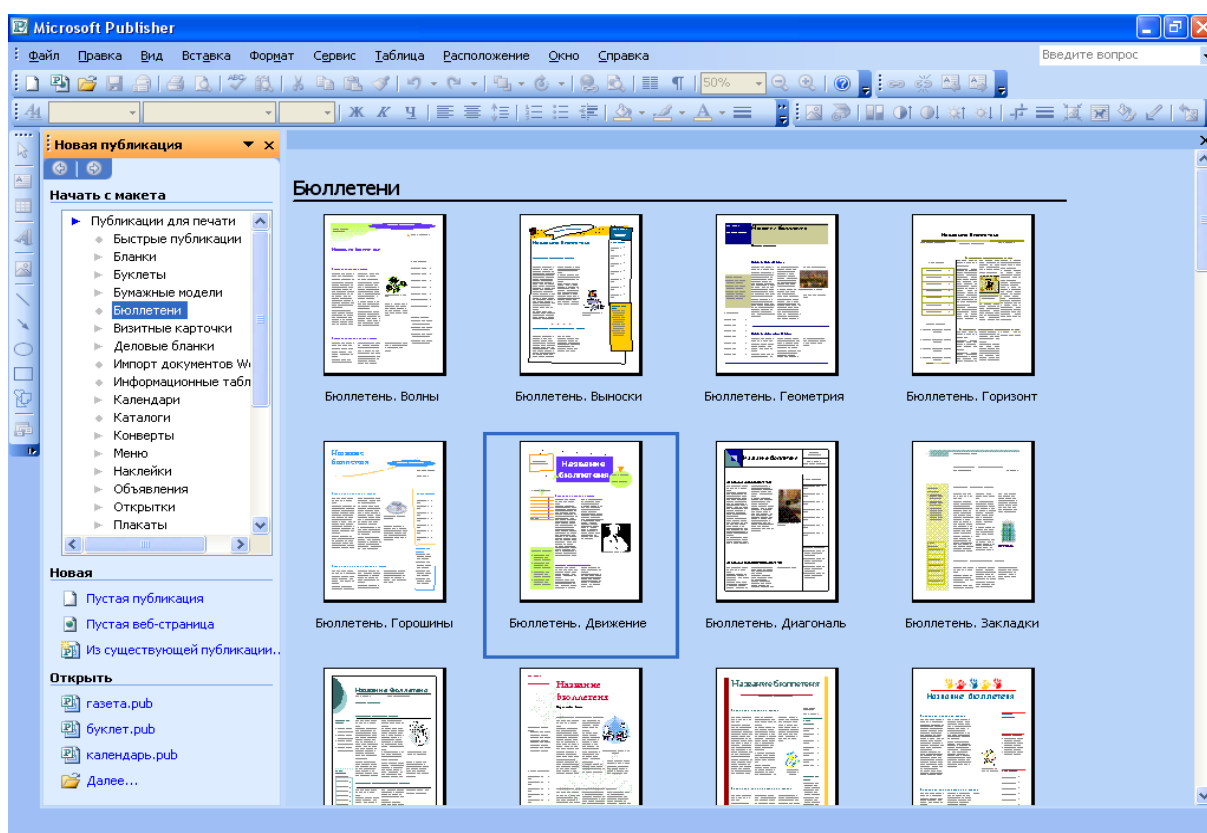 Microsoft Publisher
Файл Правка Вид Вставка Формат Сервис Таблица Расположение Окно Справка
Введите вопрос
50%
Ж К Ч
Новая публикация
Начать с макета
Публикации для печати
Быстрые публикации
Бланки
Буклеты
Бумажные модели
Бюллетени
Визитные карточки
Деловые бланки
Импорт документов W
Информационные табл
Календари
Каталоги
Конверты
Меню
Наклейки
Объявления
Открытки
Плакаты
Новая
Пустая публикация
Пустая веб-страница
Из существующей публикации..
Открыть
газета.pub
буклет.pub
календарь.pub
Далее...
Бюллетени
Бюллетень. Волны
Бюллетень. Выноски
Бюллетень. Геометрия
Бюллетень. Горизонт
Название бюллетеня
Название бюллетеня
Бюллетень. Горошины
Бюллетень. Движение
Бюллетень. Диагональ
Бюллетень. Закладки
Название бюллетеня
Название бюллетеня
Название бюллетеня
Название бюллетеня